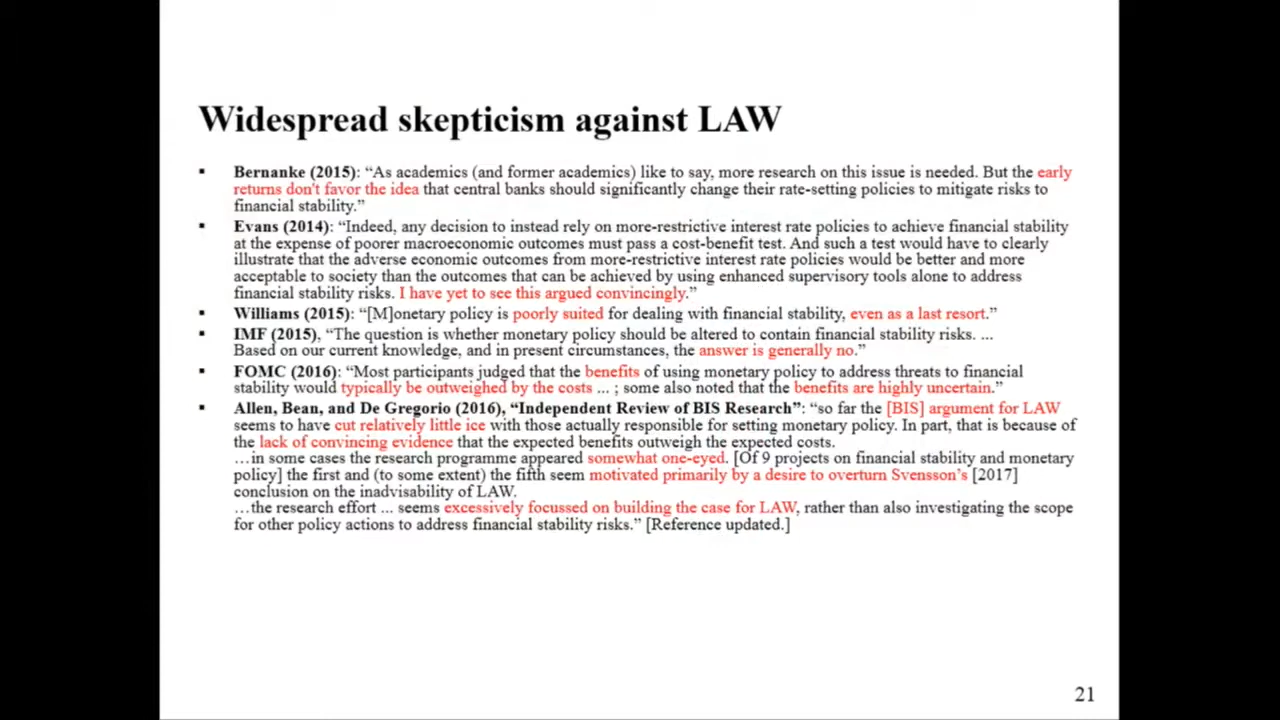 Widespread skepticism against LAW
▪ Bernanke (2015): “As academics (and former academics) like to say, more research on this issue is needed. But the early
returns don't favor the idea that central banks should significantly change their rate-setting policies to mitigate risks to
financial stability.”
▪ Evans (2014): “Indeed, any decision to instead rely on more-restrictive interest rate policies to achieve financial stability
at the expense of poorer macroeconomic outcomes must pass a cost-benefit test. And such a test would have to clearly
illustrate that the adverse economic outcomes from more-restrictive interest rate policies would be better and more
acceptable to society than the outcomes that can be achieved by using enhanced supervisory tools alone to address
financial stability risks. I have yet to see this argued convincingly.”
▪ Williams (2015): “[M]onetary policy is poorly suited for dealing with financial stability, even as a last resort.”
▪ IMF (2015), “The question is whether monetary policy should be altered to contain financial stability risks. ...
Based on our current knowledge, and in present circumstances, the answer is generally no.”
▪ FOMC (2016): “Most participants judged that the benefits of using monetary policy to address threats to financial
stability would typically be outweighed by the costs ... ; some also noted that the benefits are highly uncertain.”
▪ Allen, Bean, and De Gregorio (2016), “Independent Review of BIS Research”: “so far the [BIS] argument for LAW
seems to have cut relatively little ice with those actually responsible for setting monetary policy. In part, that is because of
the lack of convincing evidence that the expected benefits outweigh the expected costs.
…in some cases the research programme appeared somewhat one-eyed. [Of 9 projects on financial stability and monetary
policy] the first and (to some extent) the fifth seem motivated primarily by a desire to overturn Svensson’s [2017]
conclusion on the inadvisability of LAW.
…the research effort ... seems excessively focussed on building the case for LAW, rather than also investigating the scope
for other policy actions to address financial stability risks.” [Reference updated.]
21